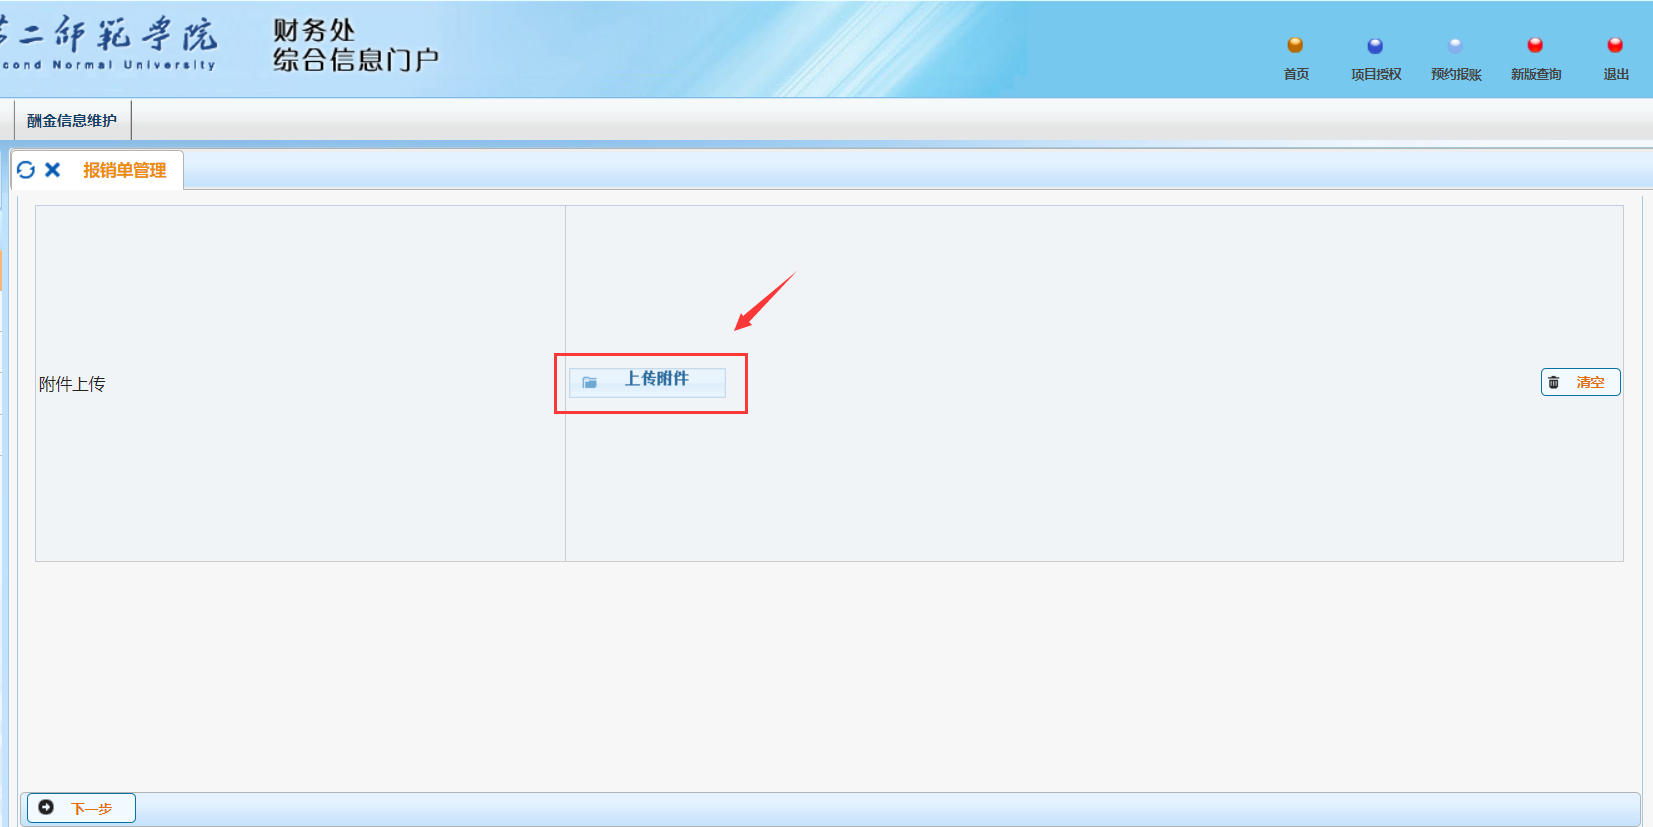 二师范学院
cond Normal University
财务处
综合信息门户
首页
项目授权
预约报账
新版查询
退出
酬金信息维护
报销单管理
附件上传
上传附件
清空
下一步